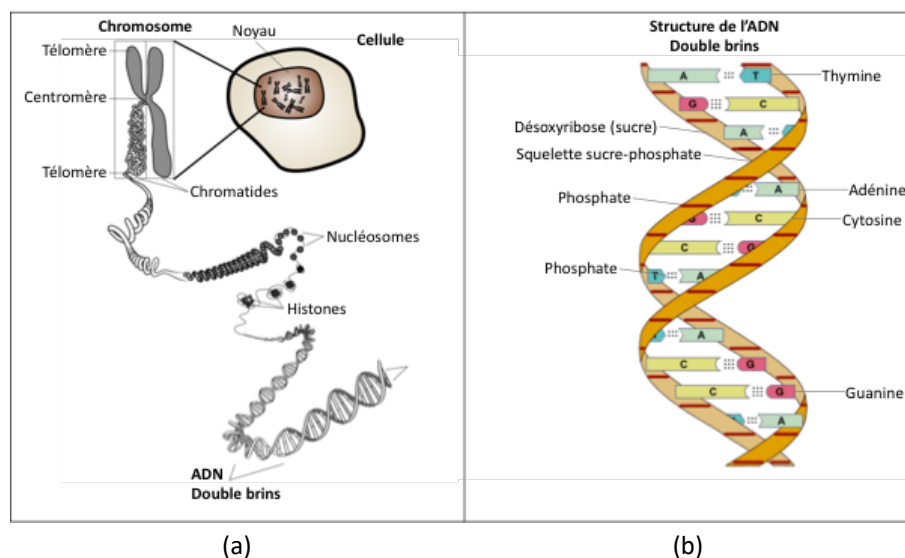 Chromosome
Noyau
Cellule
Télomère
Centromère
Télomère
Chromatides
Nucléosomes
Histones
ADN
Double brins
(a)
Structure de l'ADN
Double brins
A T
Thymine
G C
Désoxyribose (sucre)
A
Squelette sucre-phosphate
A
Adénine
Phosphate
G C
Cytosine
C G
Phosphate
T A
A
C G
C G
Guanine
A
(b)